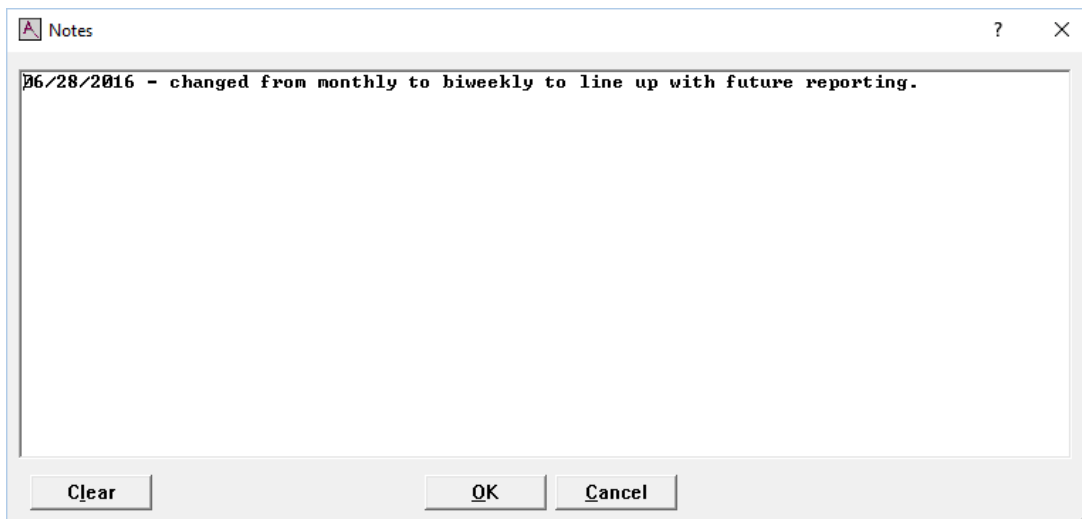 Notes
?
06/28/2016 - changed from monthly to biweekly to line up with future reporting.
Clear
OK
Cancel